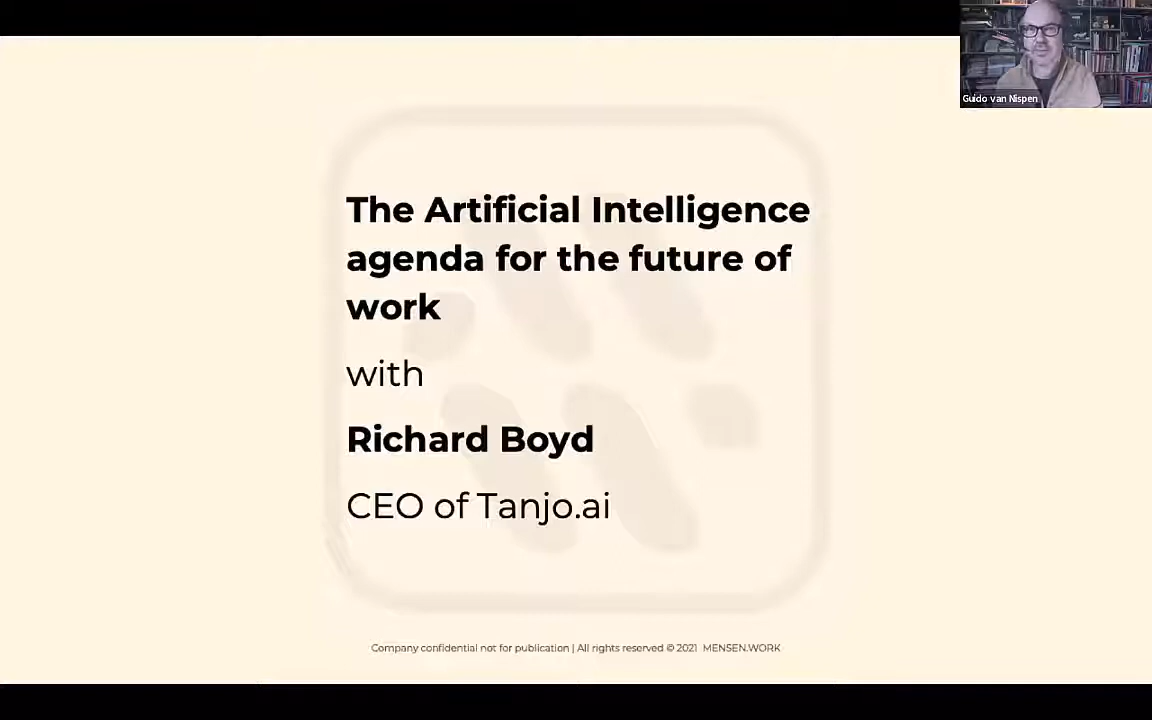 Guido van Nispen
The Artificial Intelligence
agenda for the future of
work
with
Richard Boyd
CEO of Tanjo.ai
Company confidential not for publication | All rights reserved © 2021 MENSEN.WORK